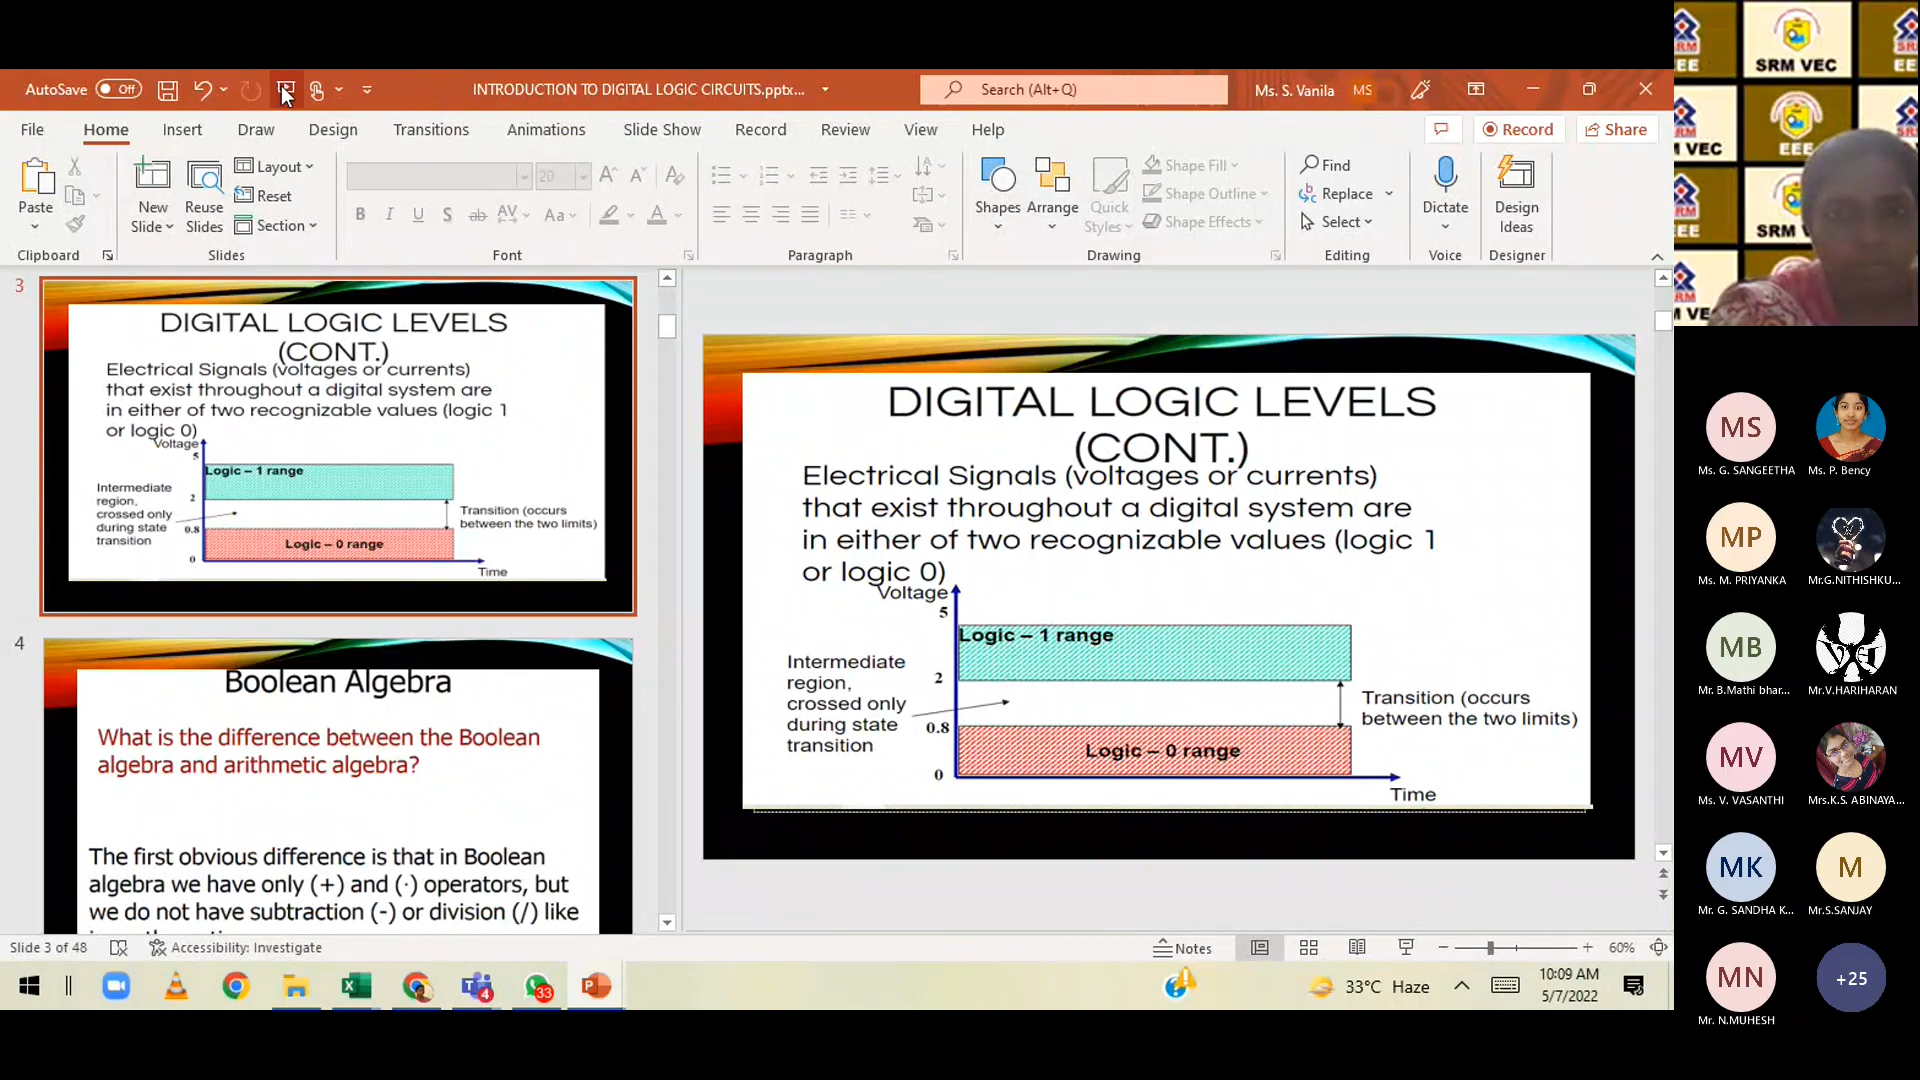 AutoSave Off
INTRODUCTION TO DIGITAL LOGIC CIRCUITS.pptx...
Search (Alt+Q)
Ms. S. Vanila MS
File Home Insert Draw Design Transitions Animations Slide Show Record Review View Help
Record Share
Paste
Clipboard
New Slide
Reuse Slides
Layout
Reset
Section
Slides
20
Font
Paragraph
Shapes
Arrange
Quick Styles
Shape Fill
Shape Outline
Shape Effects
Drawing
Find
Replace
Select
Editing
Dictate
Voice
Design Ideas
Designer
3
DIGITAL LOGIC LEVELS
(CONT.)
Electrical Signals (voltages or currents)
that exist throughout a digital system are
in either of two recognizable values (logic 1
or logic 0)
Voltage
5
Logic – 1 range
Intermediate
region,
crossed only
during state
transition
2
0.8
Transition (occurs
between the two limits)
Logic – 0 range
0
Time
4
Boolean Algebra
What is the difference between the Boolean
algebra and arithmetic algebra?
The first obvious difference is that in Boolean
algebra we have only (+) and (·) operators, but
we do not have subtraction (-) or division (/) like
DIGITAL LOGIC LEVELS
(CONT.)
Electrical Signals (voltages or currents)
that exist throughout a digital system are
in either of two recognizable values (logic 1
or logic 0)
Voltage
5
Logic – 1 range
Intermediate
region,
crossed only
during state
transition
2
0.8
Transition (occurs
between the two limits)
Logic – 0 range
0
Time
Slide 3 of 48
Accessibility: Investigate
Notes
60%
4
33
33°C Haze
10:09 AM
5/7/2022
SRM VEC
EEE
MS
Ms. G. SANGEETHA
Ms. P. Bency
MP
Ms. M. PRIYANKA
Mr.G.NITHISHKU...
MB
Mr. B.Mathi bhar...
Mr.V.HARIHARAN
MV
Ms. V. VASANTHI
Mrs.K.S. ABINAYA...
MK
Mr. G. SANDHA K...
M
Mr.S.SANJAY
MN
Mr. N.MUHESH
+25